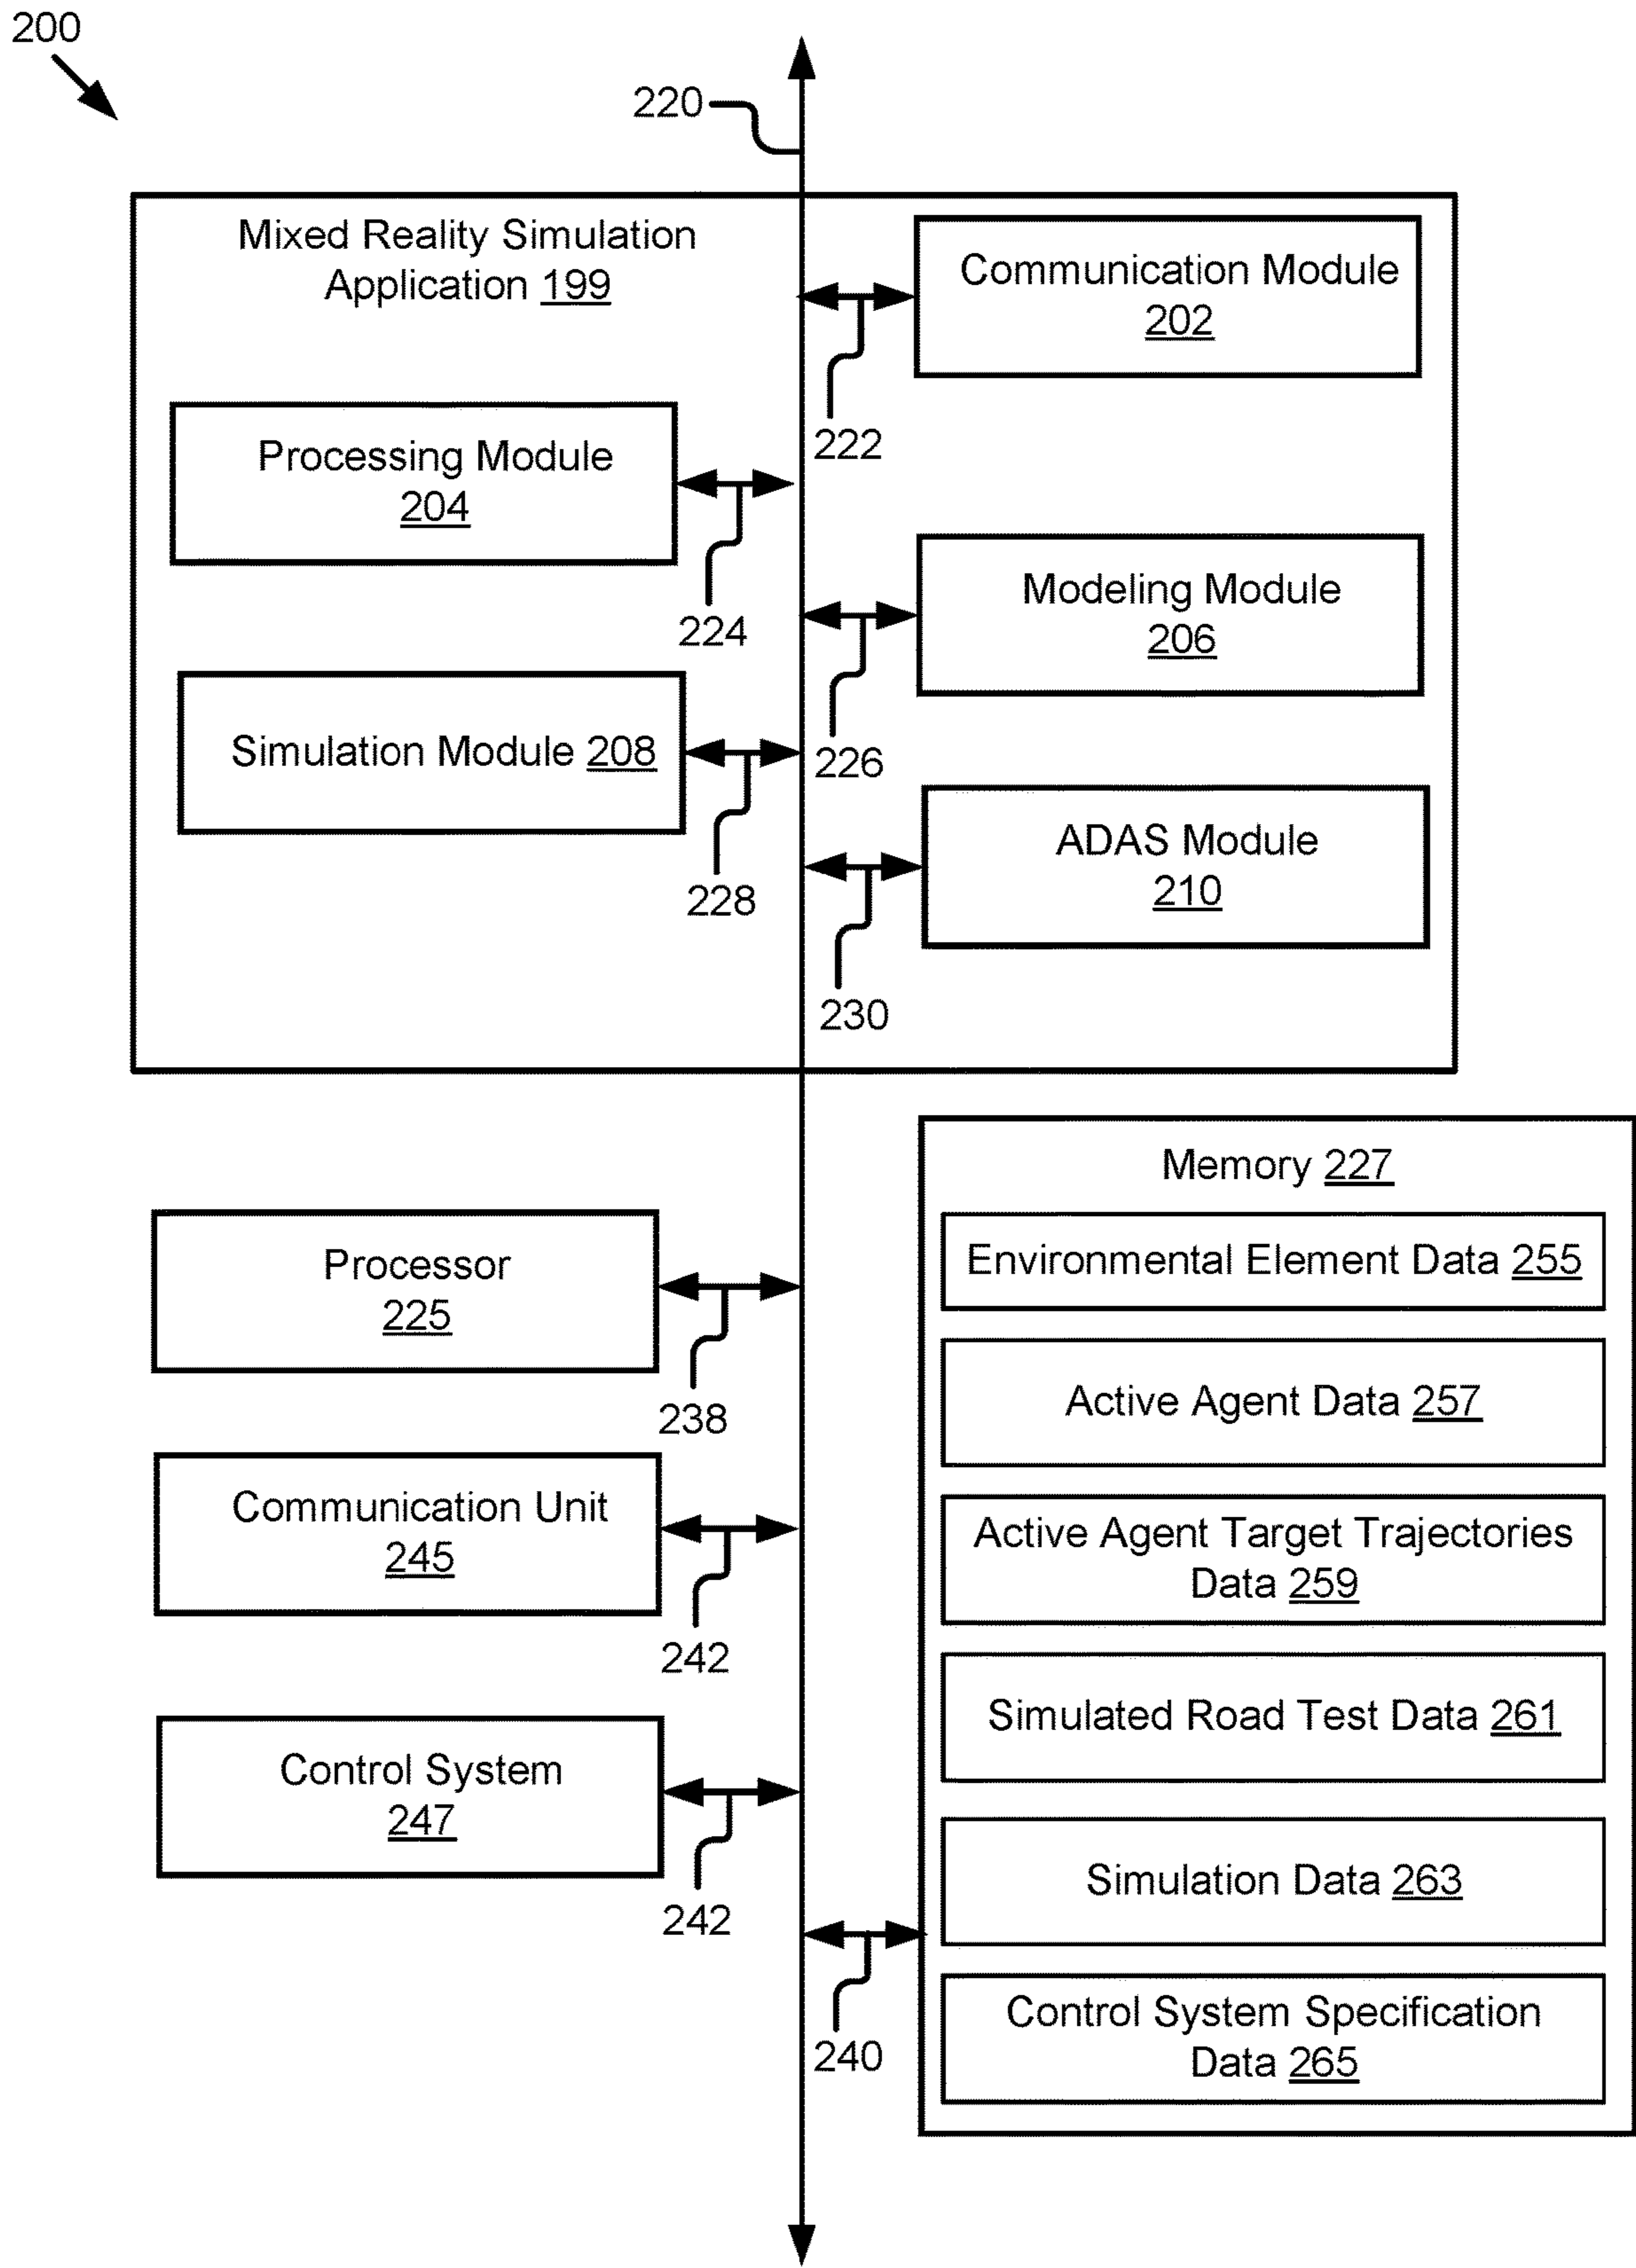 200
220
Mixed Reality Simulation
Application 199
Communication Module
202
222
Processing Module
204
224
Modeling Module
206
226
Simulation Module 208
228
ADAS Module
210
230
Memory 227
Environmental Element Data 255
Processor
225
238
Active Agent Data 257
Communication Unit
245
242
Active Agent Target Trajectories
Data 259
Simulated Road Test Data 261
Control System
247
242
Simulation Data 263
240
Control System Specification
Data 265